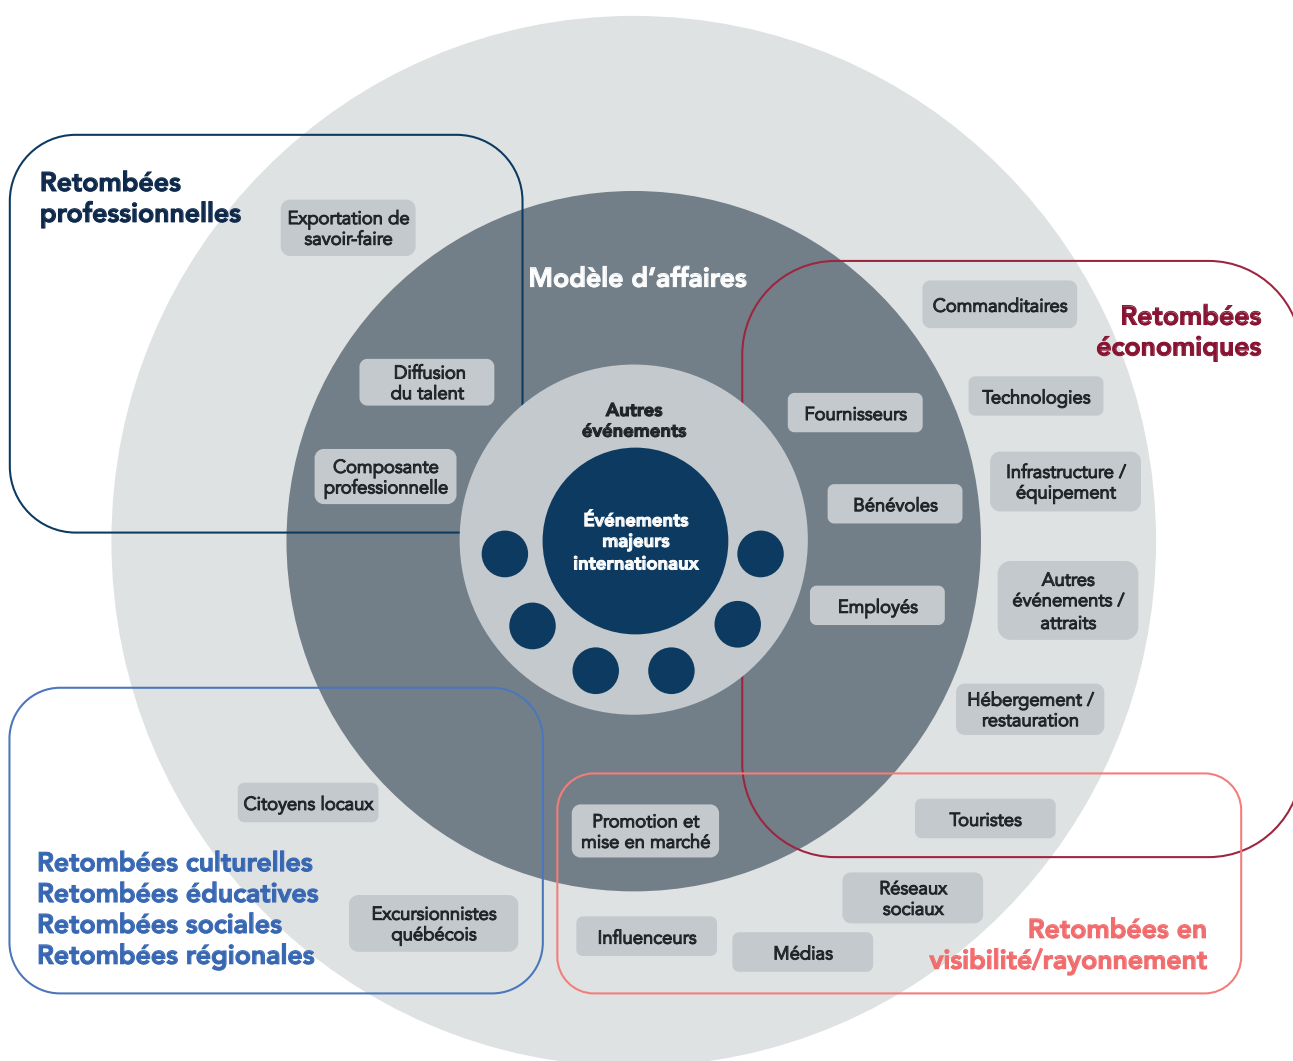 Retombées
professionnelles
Exportation de
savoir-faire
Modèle d’affaires
Diffusion
du talent
Composante
professionnelle
Autres
événements
Événements
majeurs
internationaux
Retombées
économiques
Commanditaires
Technologies
Fournisseurs
Infrastructure /
équipement
Bénévoles
Autres
événements /
attraits
Employés
Hébergement /
restauration
Citoyens locaux
Retombées culturelles
Retombées éducatives
Retombées sociales
Retombées régionales
Excursionnistes
québécois
Promotion et
mise en marché
Touristes
Réseaux
sociaux
Influenceurs
Médias
Retombées en
visibilité/rayonnement